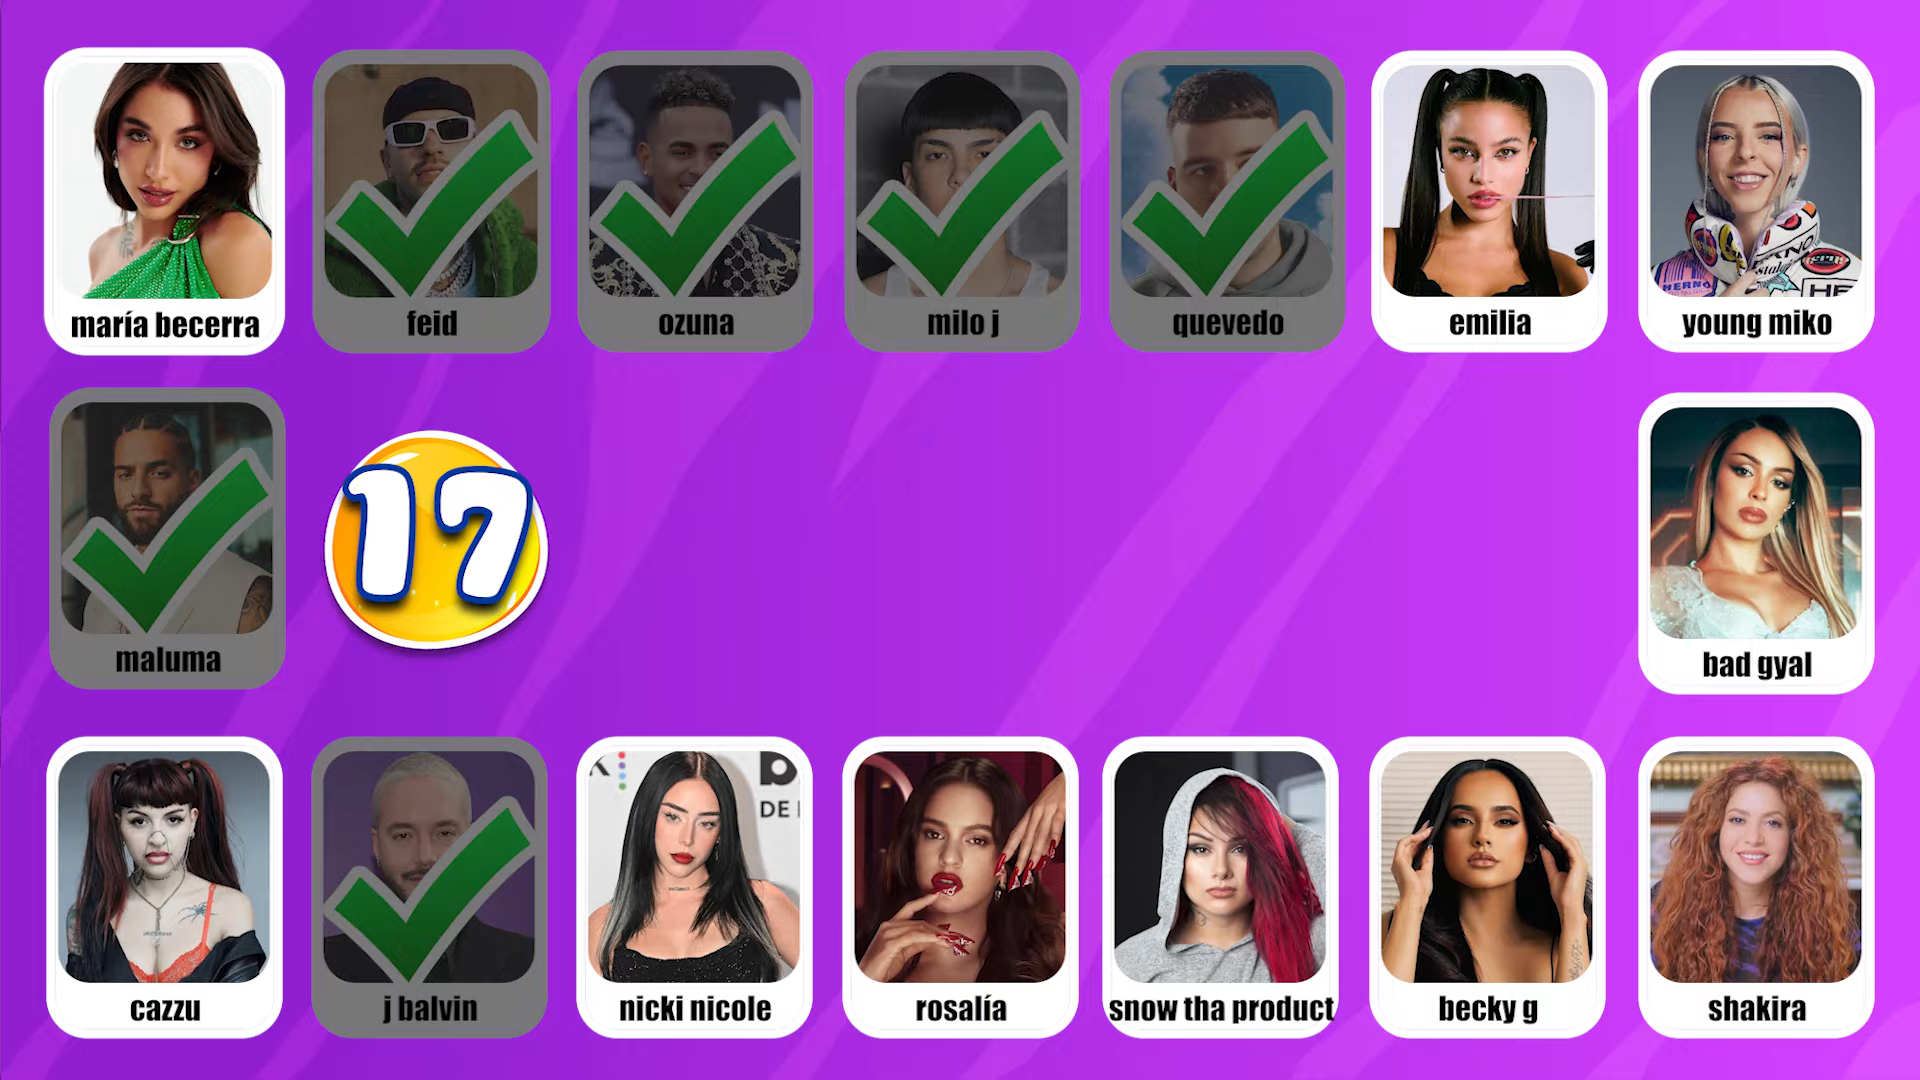 maría becerra
feid
ozuna
milo j
quevedo
emilia
young miko
maluma
17
bad gyal
DE
cazzu
j balvin
nicki nicole
rosalía
snow tha product
becky g
shakira